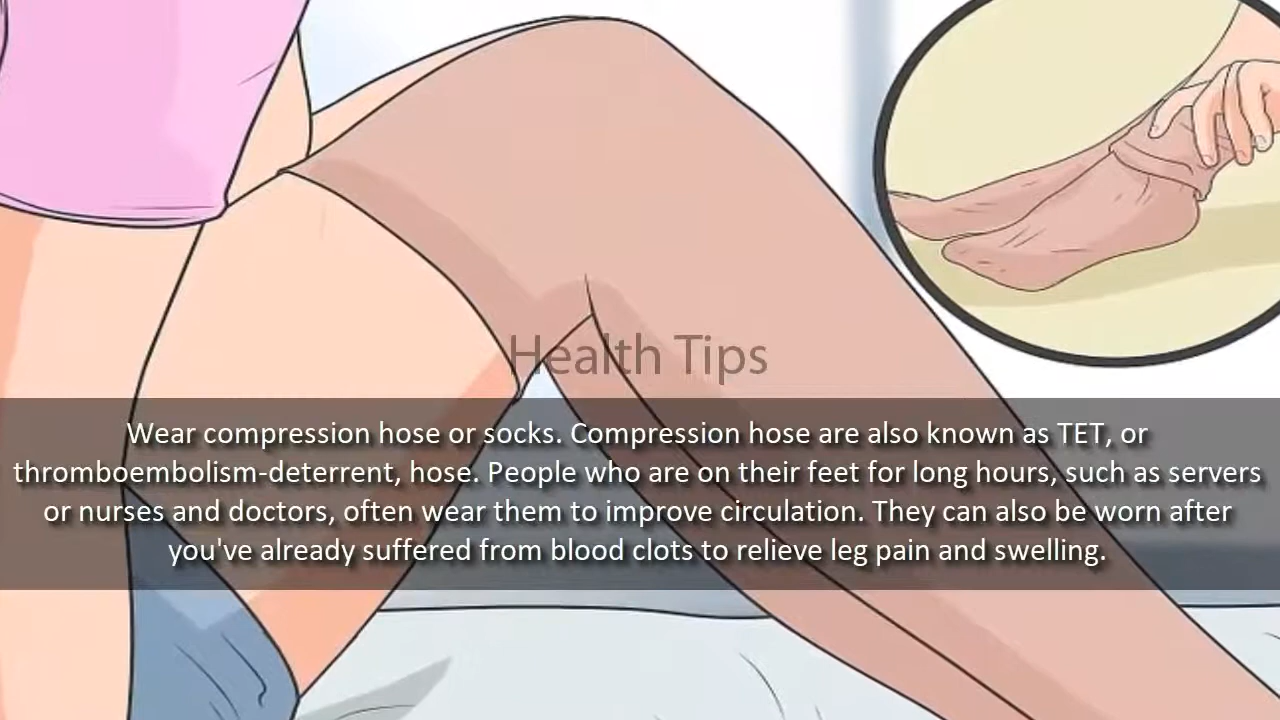 Health Tips
Wear compression hose or socks. Compression hose are also known as TET, or
thromboembolism-deterrent, hose. People who are on their feet for long hours, such as servers
or nurses and doctors, often wear them to improve circulation. They can also be worn after
you've already suffered from blood clots to relieve leg pain and swelling.